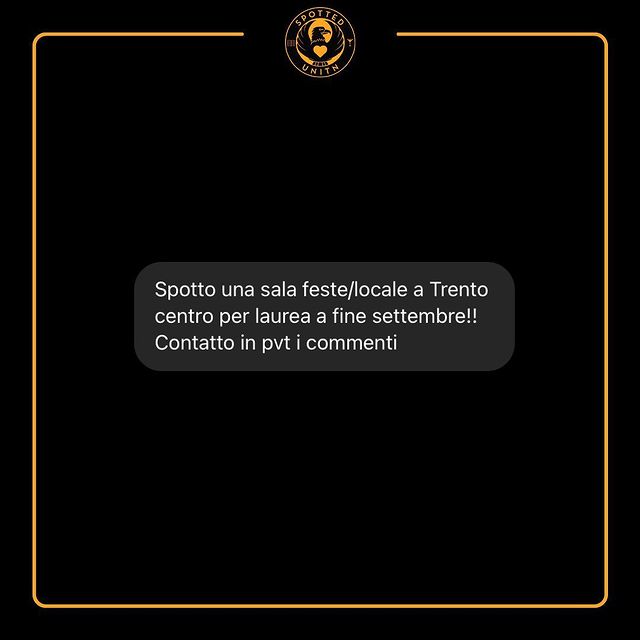 SPOTTED
UNITN
Spotto una sala feste/locale a Trento
centro per laurea a fine settembre!!
Contatto in pvt i commenti